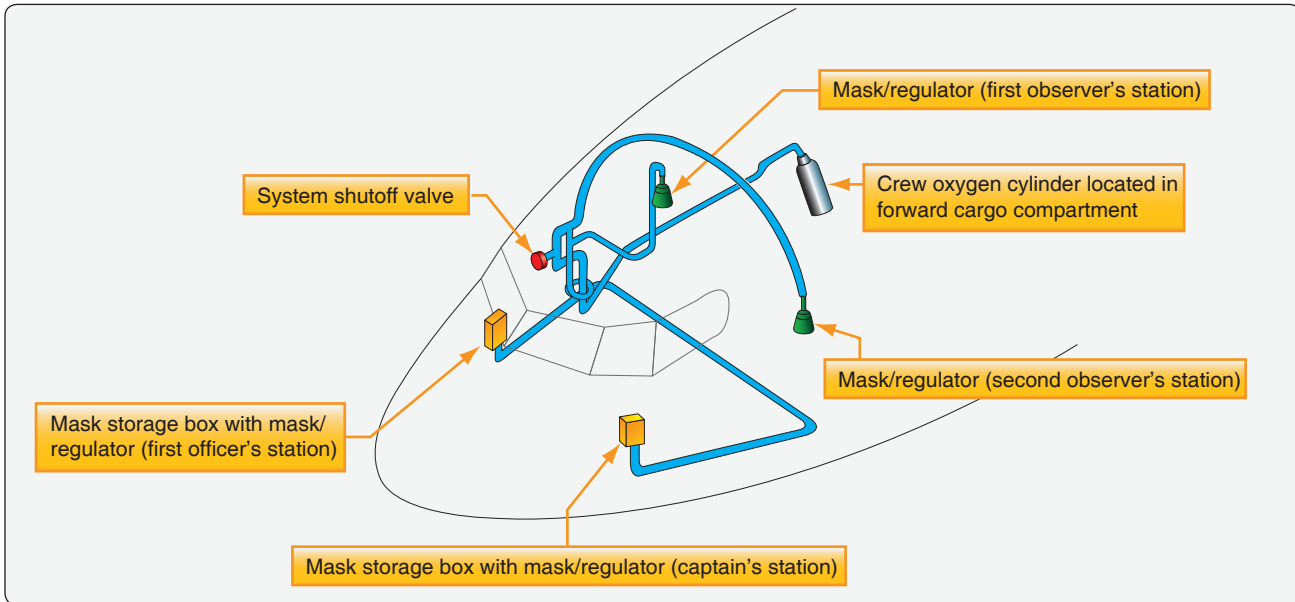 Mask/regulator (first observer’s station)
System shutoff valve
Crew oxygen cylinder located in
forward cargo compartment
Mask/regulator (second observer’s station)
Mask storage box with mask/
regulator (first officer’s station)
Mask storage box with mask/regulator (captain’s station)